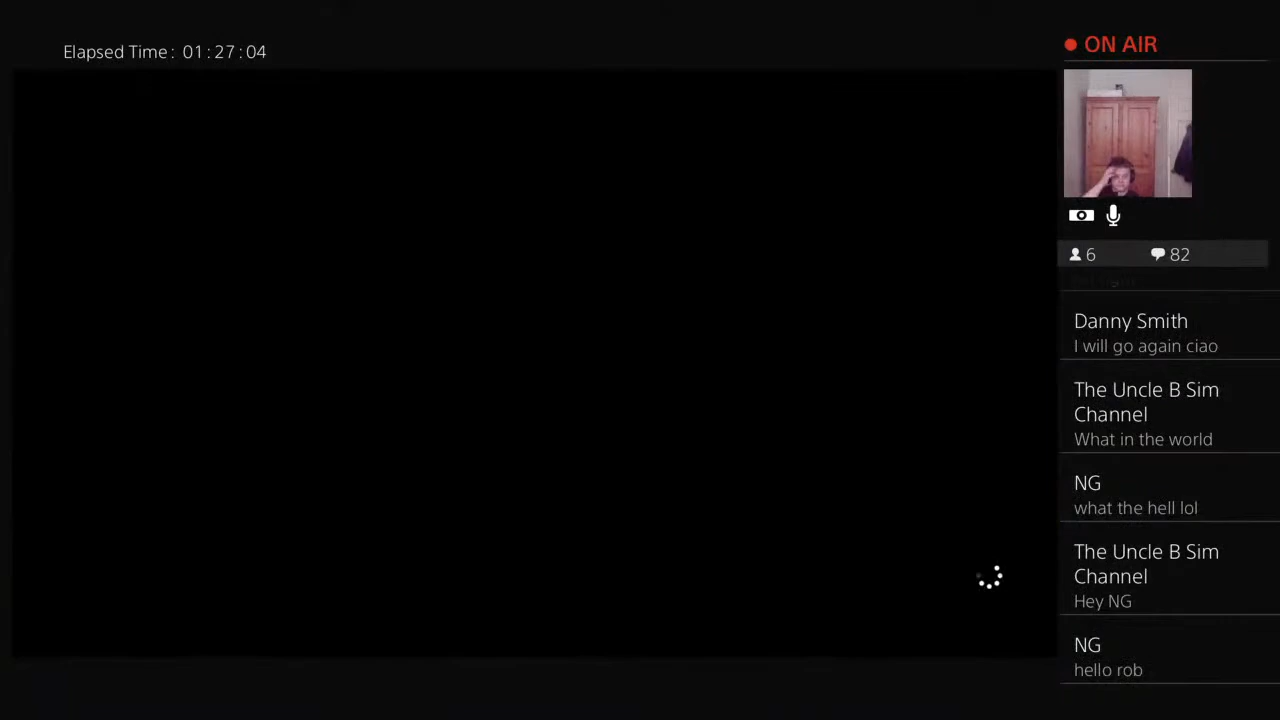 Elapsed Time: 01:27:04
ON AIR
6 82
Danny Smith
I will go again ciao
The Uncle B Sim
Channel
What in the world
NG
what the hell lol
The Uncle B Sim
Channel
Hey NG
NG
hello rob